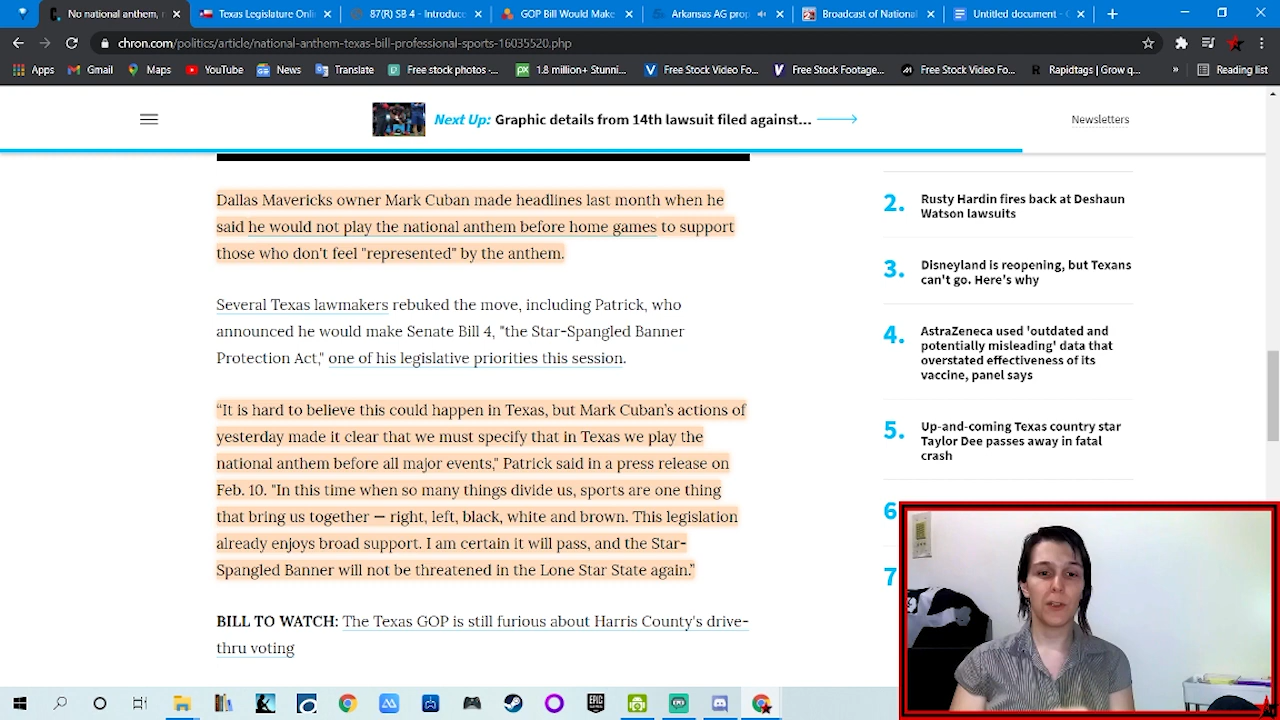 No national anthem, n
Texas Legislature Onli
87(R) SB 4 - Introduce
GOP Bill Would Make
Arkansas AG prop
Broadcast of National
Untitled document - G
chron.com/politics/article/national-anthem-texas-bill-professional-sports-16035520.php
Apps
Gmail
Maps
YouTube
News
Translate
Free stock photos -...
1.8 million+ Stunni...
Free Stock Video Fo...
Free Stock Footage...
Free Stock Video Fo...
Rapidtags | Grow q...
»
Reading list
Next Up: Graphic details from 14th lawsuit filed against...
Newsletters
Dallas Mavericks owner Mark Cuban made headlines last month when he
said he would not play the national anthem before home games to support
those who don't feel "represented" by the anthem.
Several Texas lawmakers rebuked the move, including Patrick, who
announced he would make Senate Bill 4, "the Star-Spangled Banner
Protection Act," one of his legislative priorities this session.
“It is hard to believe this could happen in Texas, but Mark Cuban’s actions of
yesterday made it clear that we must specify that in Texas we play the
national anthem before all major events," Patrick said in a press release on
Feb. 10. "In this time when so many things divide us, sports are one thing
that bring us together — right, left, black, white and brown. This legislation
already enjoys broad support. I am certain it will pass, and the Star-
Spangled Banner will not be threatened in the Lone Star State again.”
BILL TO WATCH: The Texas GOP is still furious about Harris County's drive-
thru voting
2. Rusty Hardin fires back at Deshaun
Watson lawsuits
3. Disneyland is reopening, but Texans
can't go. Here's why
4. AstraZeneca used 'outdated and
potentially misleading' data that
overstated effectiveness of its
vaccine, panel says
5. Up-and-coming Texas country star
Taylor Dee passes away in fatal
crash
6
7
EPIC